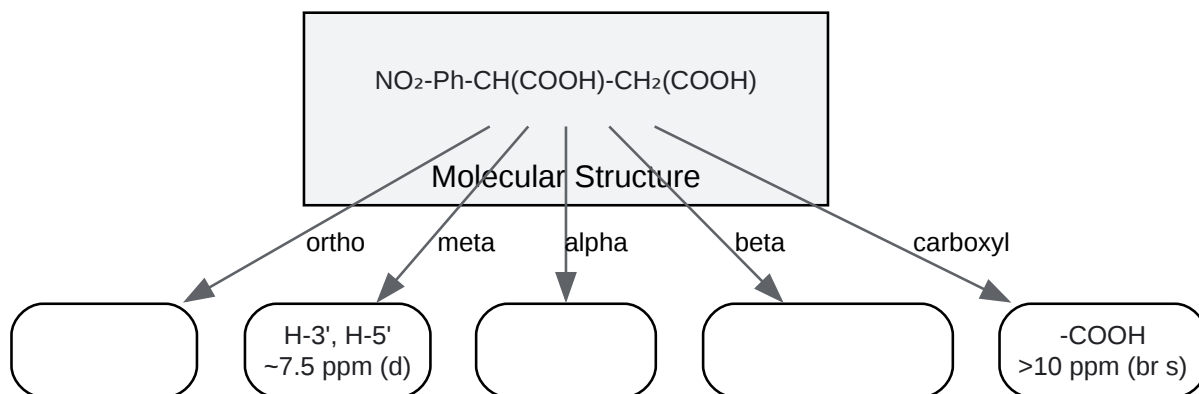 NO₂-Ph-CH(COOH)-CH₂(COOH)
Molecular Structure
ortho
meta
alpha
beta
carboxyl
H-3', H-5'
~7.5 ppm (d)
-COOH
>10 ppm (br s)